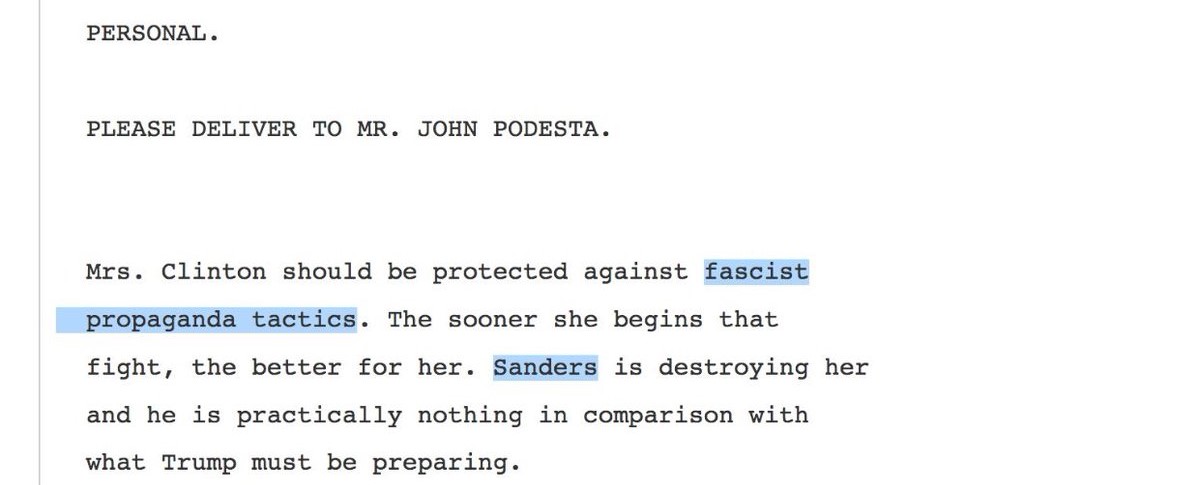 PERSONAL.
PLEASE DELIVER TO MR. JOHN PODESTA.
Mrs. Clinton should be protected against fascist
propaganda tactics. The sooner she begins that
fight, the better for her. Sanders is destroying her
and he is practically nothing in comparison with
what Trump must be preparing.